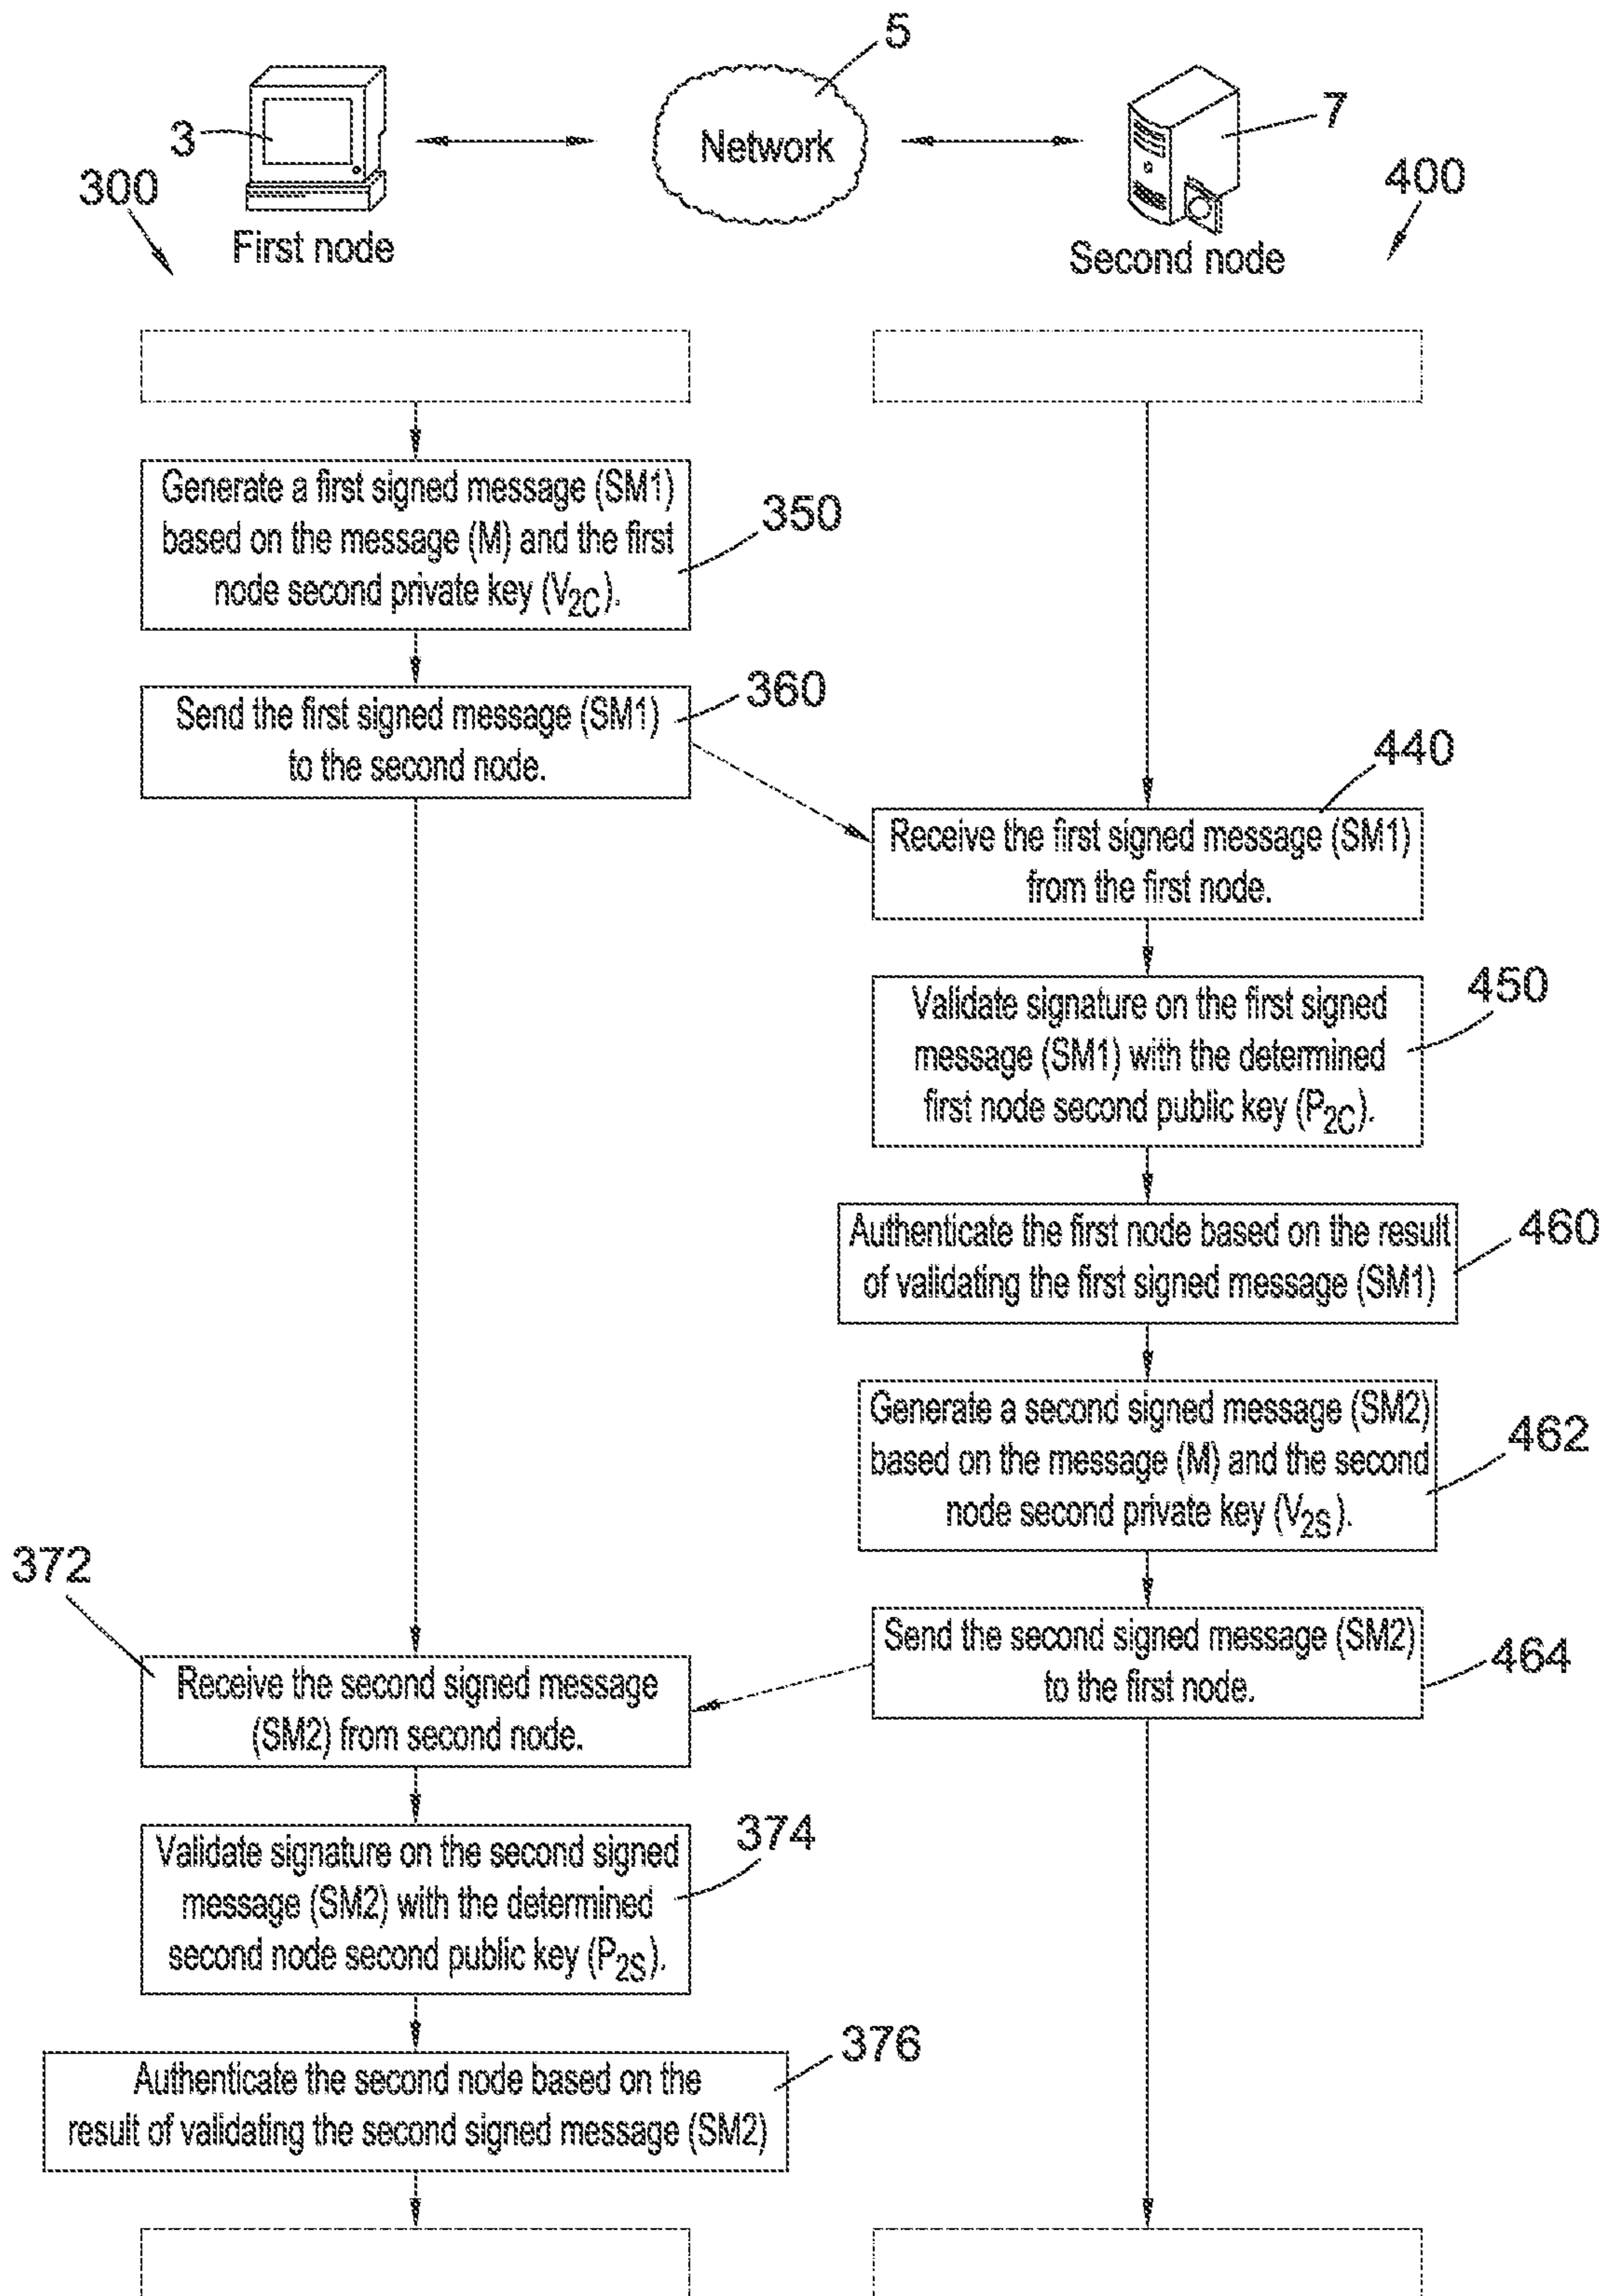 5
3
Network
7
300
400
First node
Second node
Generate a first signed message (SM1)
based on the message (M) and the first
node second private key (V2C).
350
Send the first signed message (SM1)
to the second node.
360
440
Receive the first signed message (SM1)
from the first node.
Validate signature on the first signed
message (SM1) with the determined
first node second public key (P2C).
450
Authenticate the first node based on the result
of validating the first signed message (SM1)
460
Generate a second signed message (SM2)
based on the message (M) and the second
node second private key (V2S).
462
Send the second signed message (SM2)
to the first node.
464
372
Receive the second signed message
(SM2) from second node.
Validate signature on the second signed
message (SM2) with the determined
second node second public key (P2S).
374
Authenticate the second node based on the
result of validating the second signed message (SM2)
376